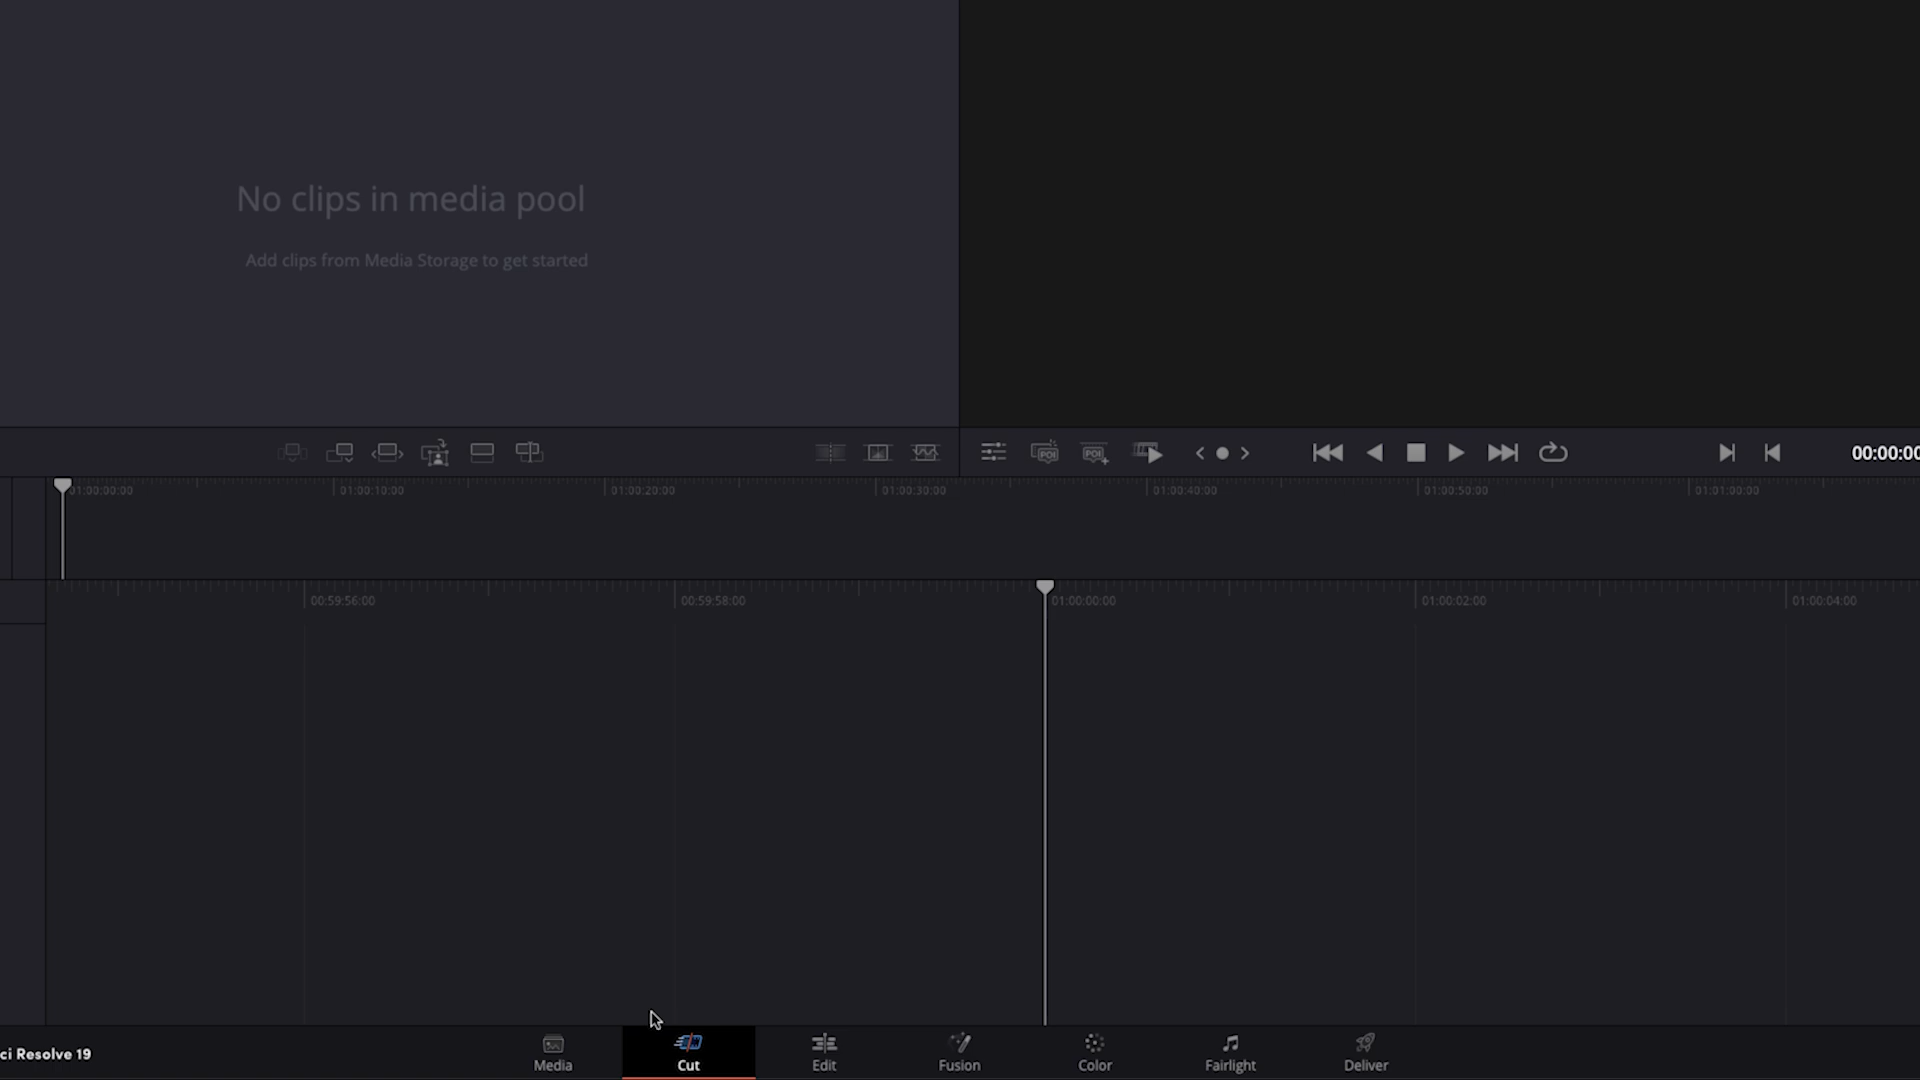 No clips in media pool
Add clips from Media Storage to get started
POI
POI
00:00:00
01:00:00:00
01:00:10:00
01:00:20:00
01:00:30:00
01:00:40:00
01:00:50:00
01:01:00:00
00:59:56:00
00:59:58:00
01:00:00:00
01:00:02:00
01:00:04:00
ci Resolve 19
Media
Cut
Edit
Fusion
Color
Fairlight
Deliver